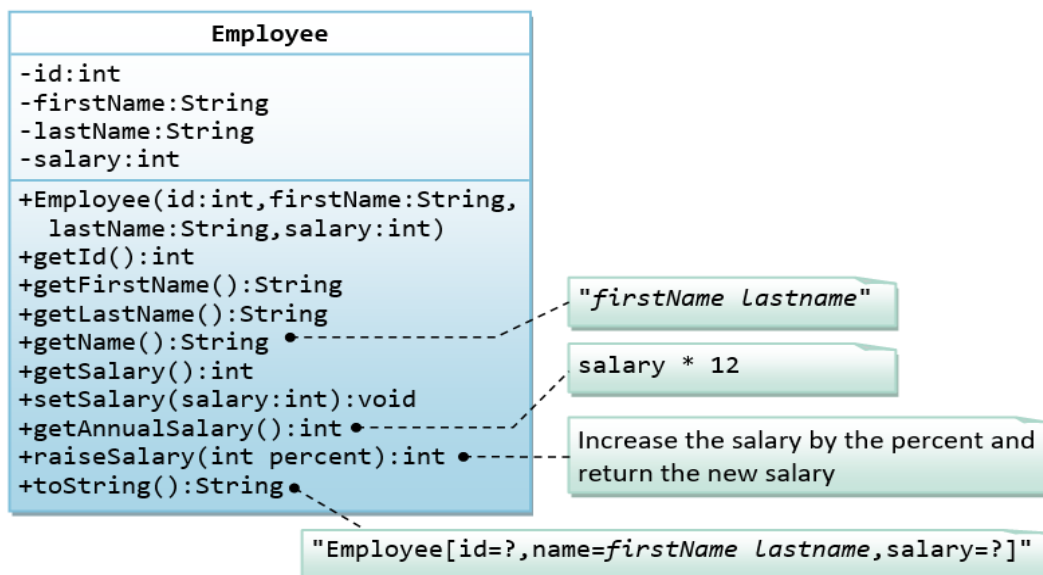 Employee
-id:int
-firstName:String
-lastName:String
-salary:int
+Employee(id:int,firstName:String,
lastName:String,salary:int)
+getId():int
+getFirstName():String
+getLastName():String
+getName():String
+getSalary():int
+setSalary(salary:int):void
+getAnnualSalary():int
+raiseSalary(int percent):int
+toString():String
"firstName lastname"
salary * 12
Increase the salary by the percent and
return the new salary
"Employee[id=?,name=firstName lastname,salary=?]"